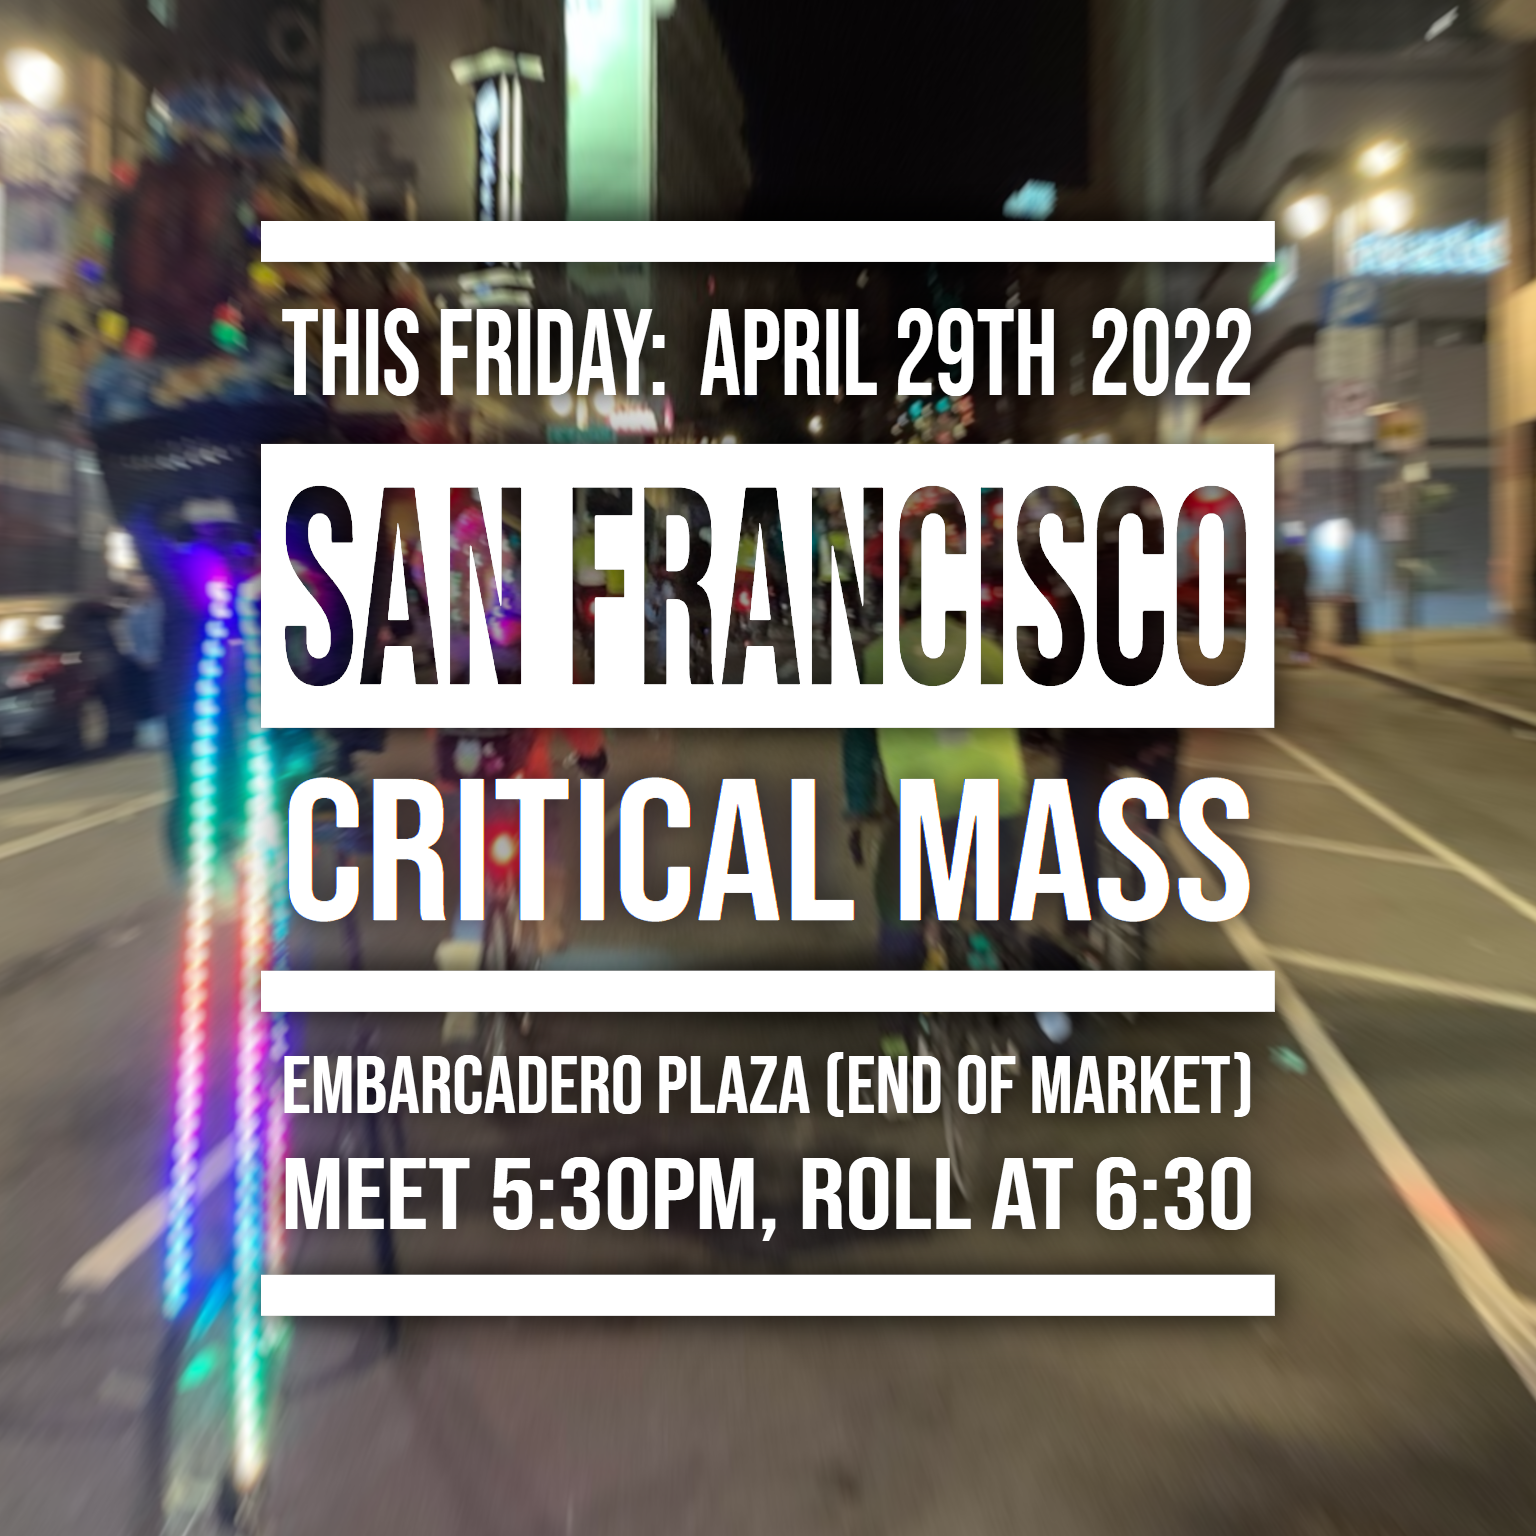 THIS FRIDAY: APRIL 29TH 2022
SAN FRANCISCO
CRITICAL MASS
EMBARCADERO PLAZA (END OF MARKET)
MEET 5:30PM, ROLL AT 6:30